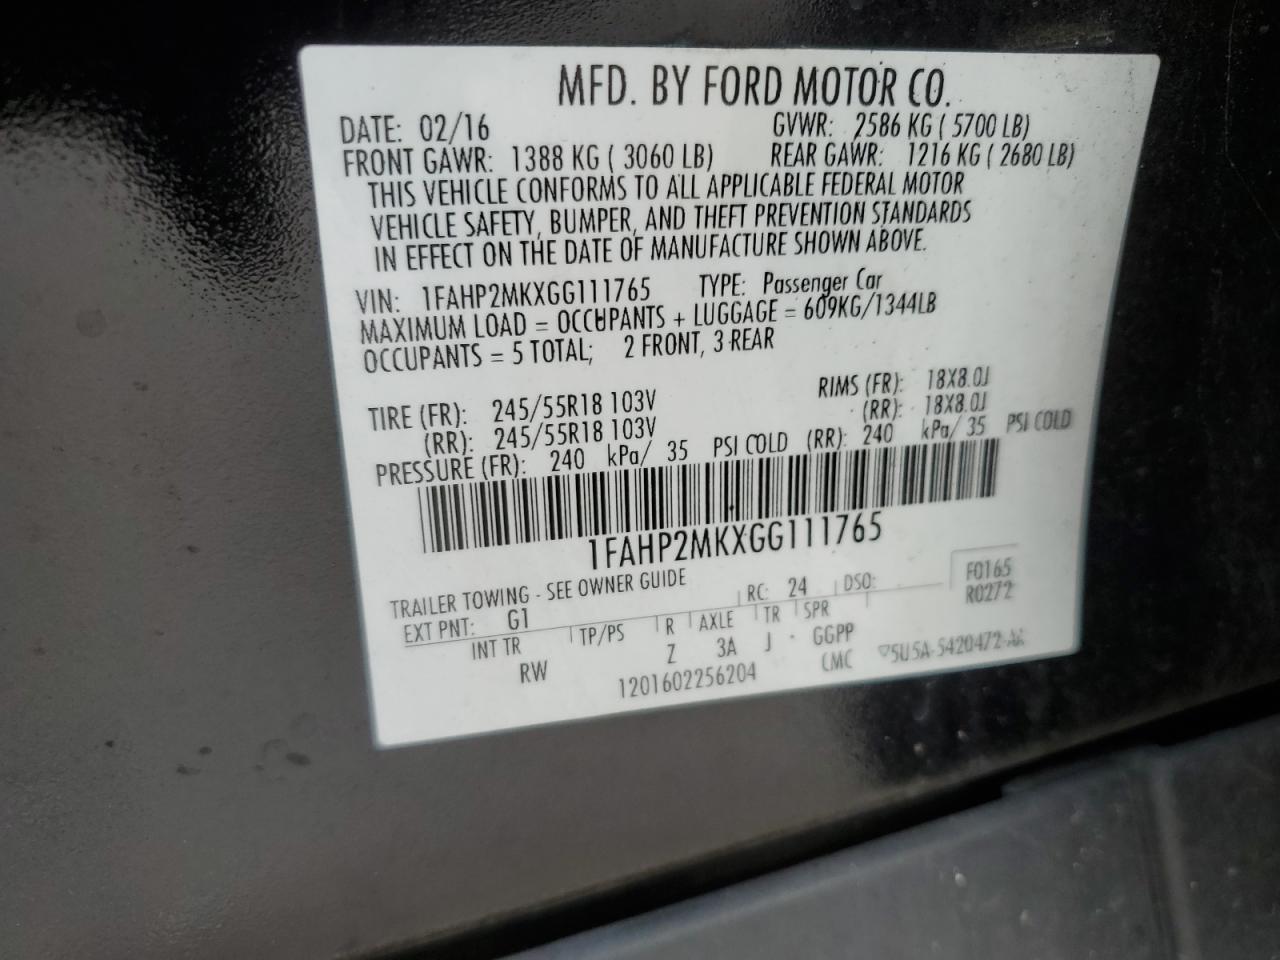 MFD. BY FORD MOTOR CO.
DATE: 02/16 GVWR: 2586 KG ( 5700 LB)
FRONT GAWR: 1388 KG ( 3060 LB) REAR GAWR: 1216 KG ( 2680 LB)
THIS VEHICLE CONFORMS TO ALL APPLICABLE FEDERAL MOTOR
VEHICLE SAFETY, BUMPER, AND THEFT PREVENTION STANDARDS
IN EFFECT ON THE DATE OF MANUFACTURE SHOWN ABOVE.
VIN: 1FAHP2MKXGG111765 TYPE: Passenger Car
MAXIMUM LOAD = OCCUPANTS + LUGGAGE = 609KG/1344LB
OCCUPANTS = 5 TOTAL; 2 FRONT, 3 REAR
TIRE (FR): 245/55R18 103V RIMS (FR): 18X8.0J
(RR): 245/55R18 103V (RR): 18X8.0J
PRESSURE (FR): 240 kPa/ 35 PSI COLD (RR): 240 kPa/ 35 PSI COLD
1FAHP2MKXGG111765
TRAILER TOWING - SEE OWNER GUIDE
EXT PNT: G1 RC: 24 DSO: F0165
R0272
INT TR TP/PS R AXLE TR SPR
RW Z 3A J GGPP
1201602256204 CMC 5U5A-5420472-